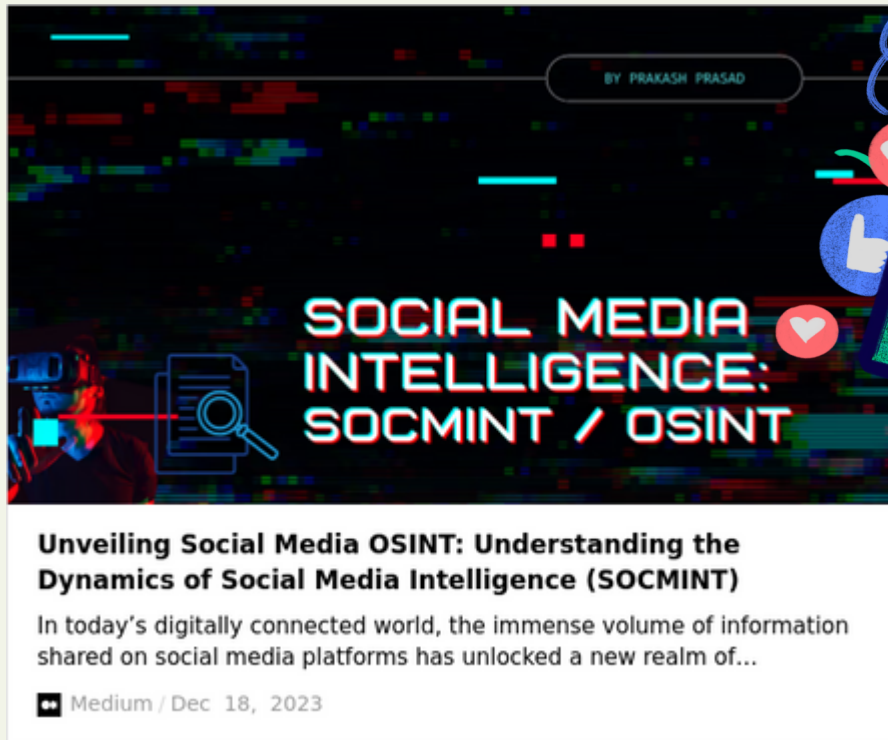 BY PRAKASH PRASAD
SOCIAL MEDIA
INTELLIGENCE:
SOCMINT / OSINT
Unveiling Social Media OSINT: Understanding the
Dynamics of Social Media Intelligence (SOCMINT)
In today’s digitally connected world, the immense volume of information
shared on social media platforms has unlocked a new realm of…
Medium / Dec 18, 2023